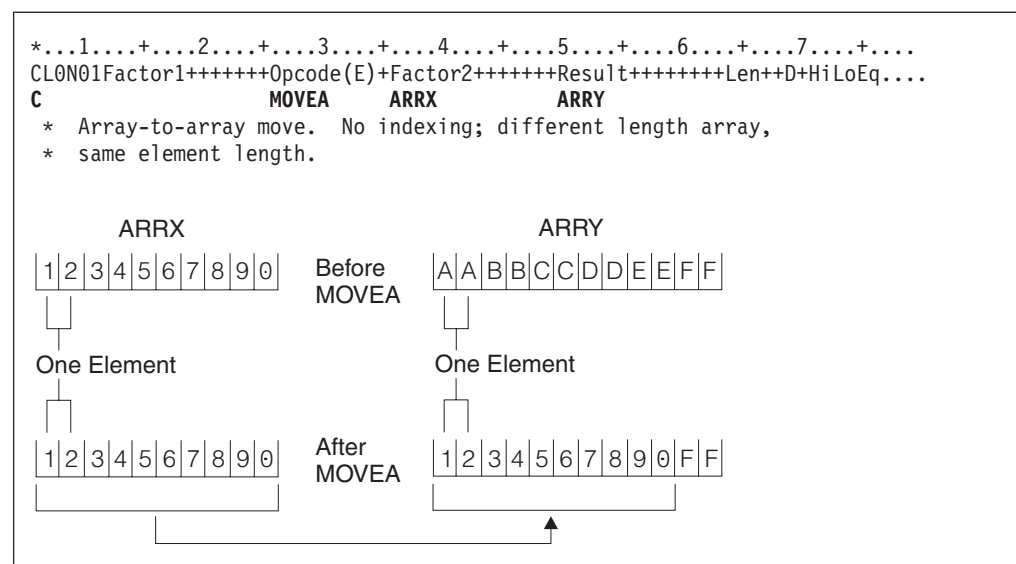 *...1....+....2....+....3....+....4....+....5....+....6....+....7....+....
CL0N01Factor1+++++++Opcode(E)+Factor2+++++++Result++++++++Len++D+HiLoEq....
C                   MOVEA     ARRX          ARRY
 *  Array-to-array move.  No indexing; different length array,
 *  same element length.
ARRX ARRY
1 2 3 4 5 6 7 8 9 0 Before A A B B C C D D E E F F
MOVEA
One Element One Element
1 2 3 4 5 6 7 8 9 0 After 1 2 3 4 5 6 7 8 9 0 F F
MOVEA